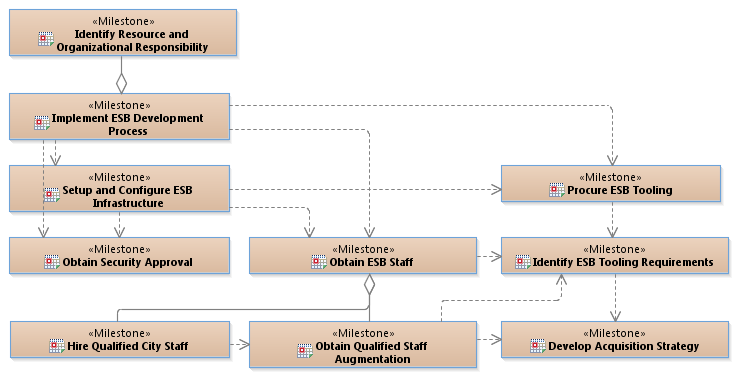 «Milestone»
Identify Resource and
Organizational Responsibility
«Milestone»
Implement ESB Development
Process
«Milestone»
Setup and Configure ESB
Infrastructure
«Milestone»
Procure ESB Tooling
«Milestone»
Obtain Security Approval
«Milestone»
Obtain ESB Staff
«Milestone»
Identify ESB Tooling Requirements
«Milestone»
Hire Qualified City Staff
«Milestone»
Obtain Qualified Staff
Augmentation
«Milestone»
Develop Acquisition Strategy